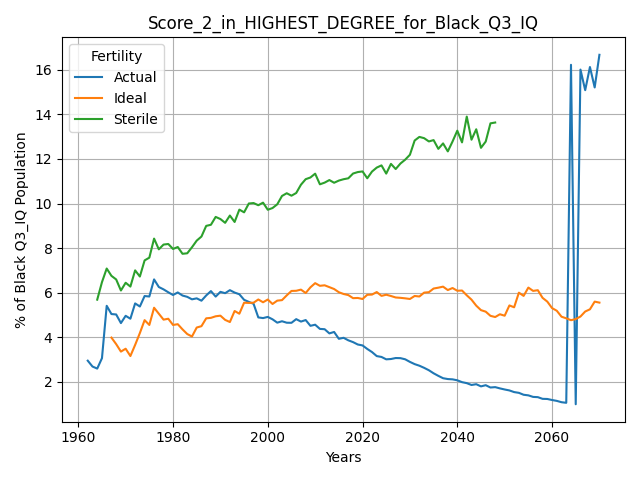 Score_2_in_HIGHEST_DEGREE_for_Black_Q3_IQ
Fertility
Actual
Ideal
Sterile
% of Black Q3_IQ Population
16
14
12
10
8
6
4
2
1960
1980
2000
2020
2040
2060
Years